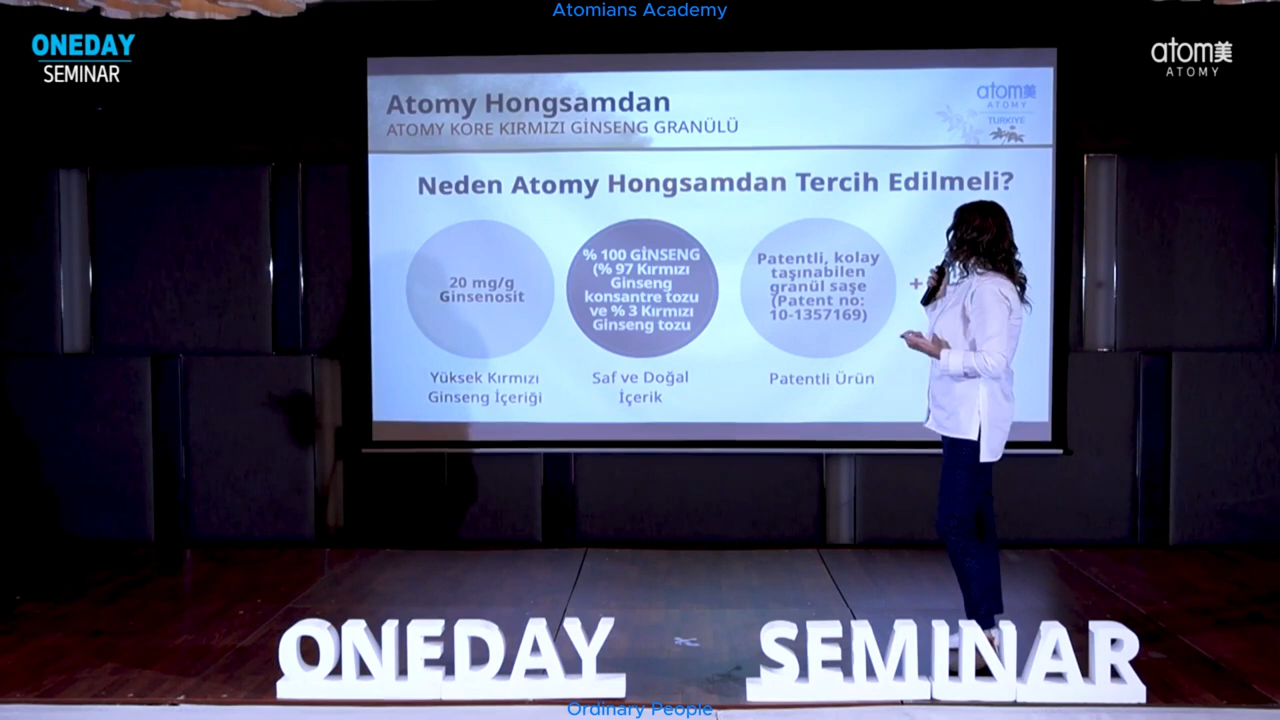 Atomians Academy
ONEDAY
SEMINAR
atom美
ATOMY
Atomy Hongsamdan
ATOMY KORE KIRMIZI GİNSENG GRANÜLÜ
atom美
ATOMY
TURKIYE
Neden Atomy Hongsamdan Tercih Edilmeli?
20 mg/g
Ginsenosit
% 100 GİNSENG
(% 97 Kırmızı
Ginseng
konsantre tozu
ve % 3 Kırmızı
Ginseng tozu
Patentli, kolay
taşınabilen
granül saşe
(Patent no:
10-1357169)
+
Yüksek Kırmızı
Ginseng İçeriği
Saf ve Doğal
İçerik
Patentli Ürün
ONEDAY - SEMINAR
Ordinary People